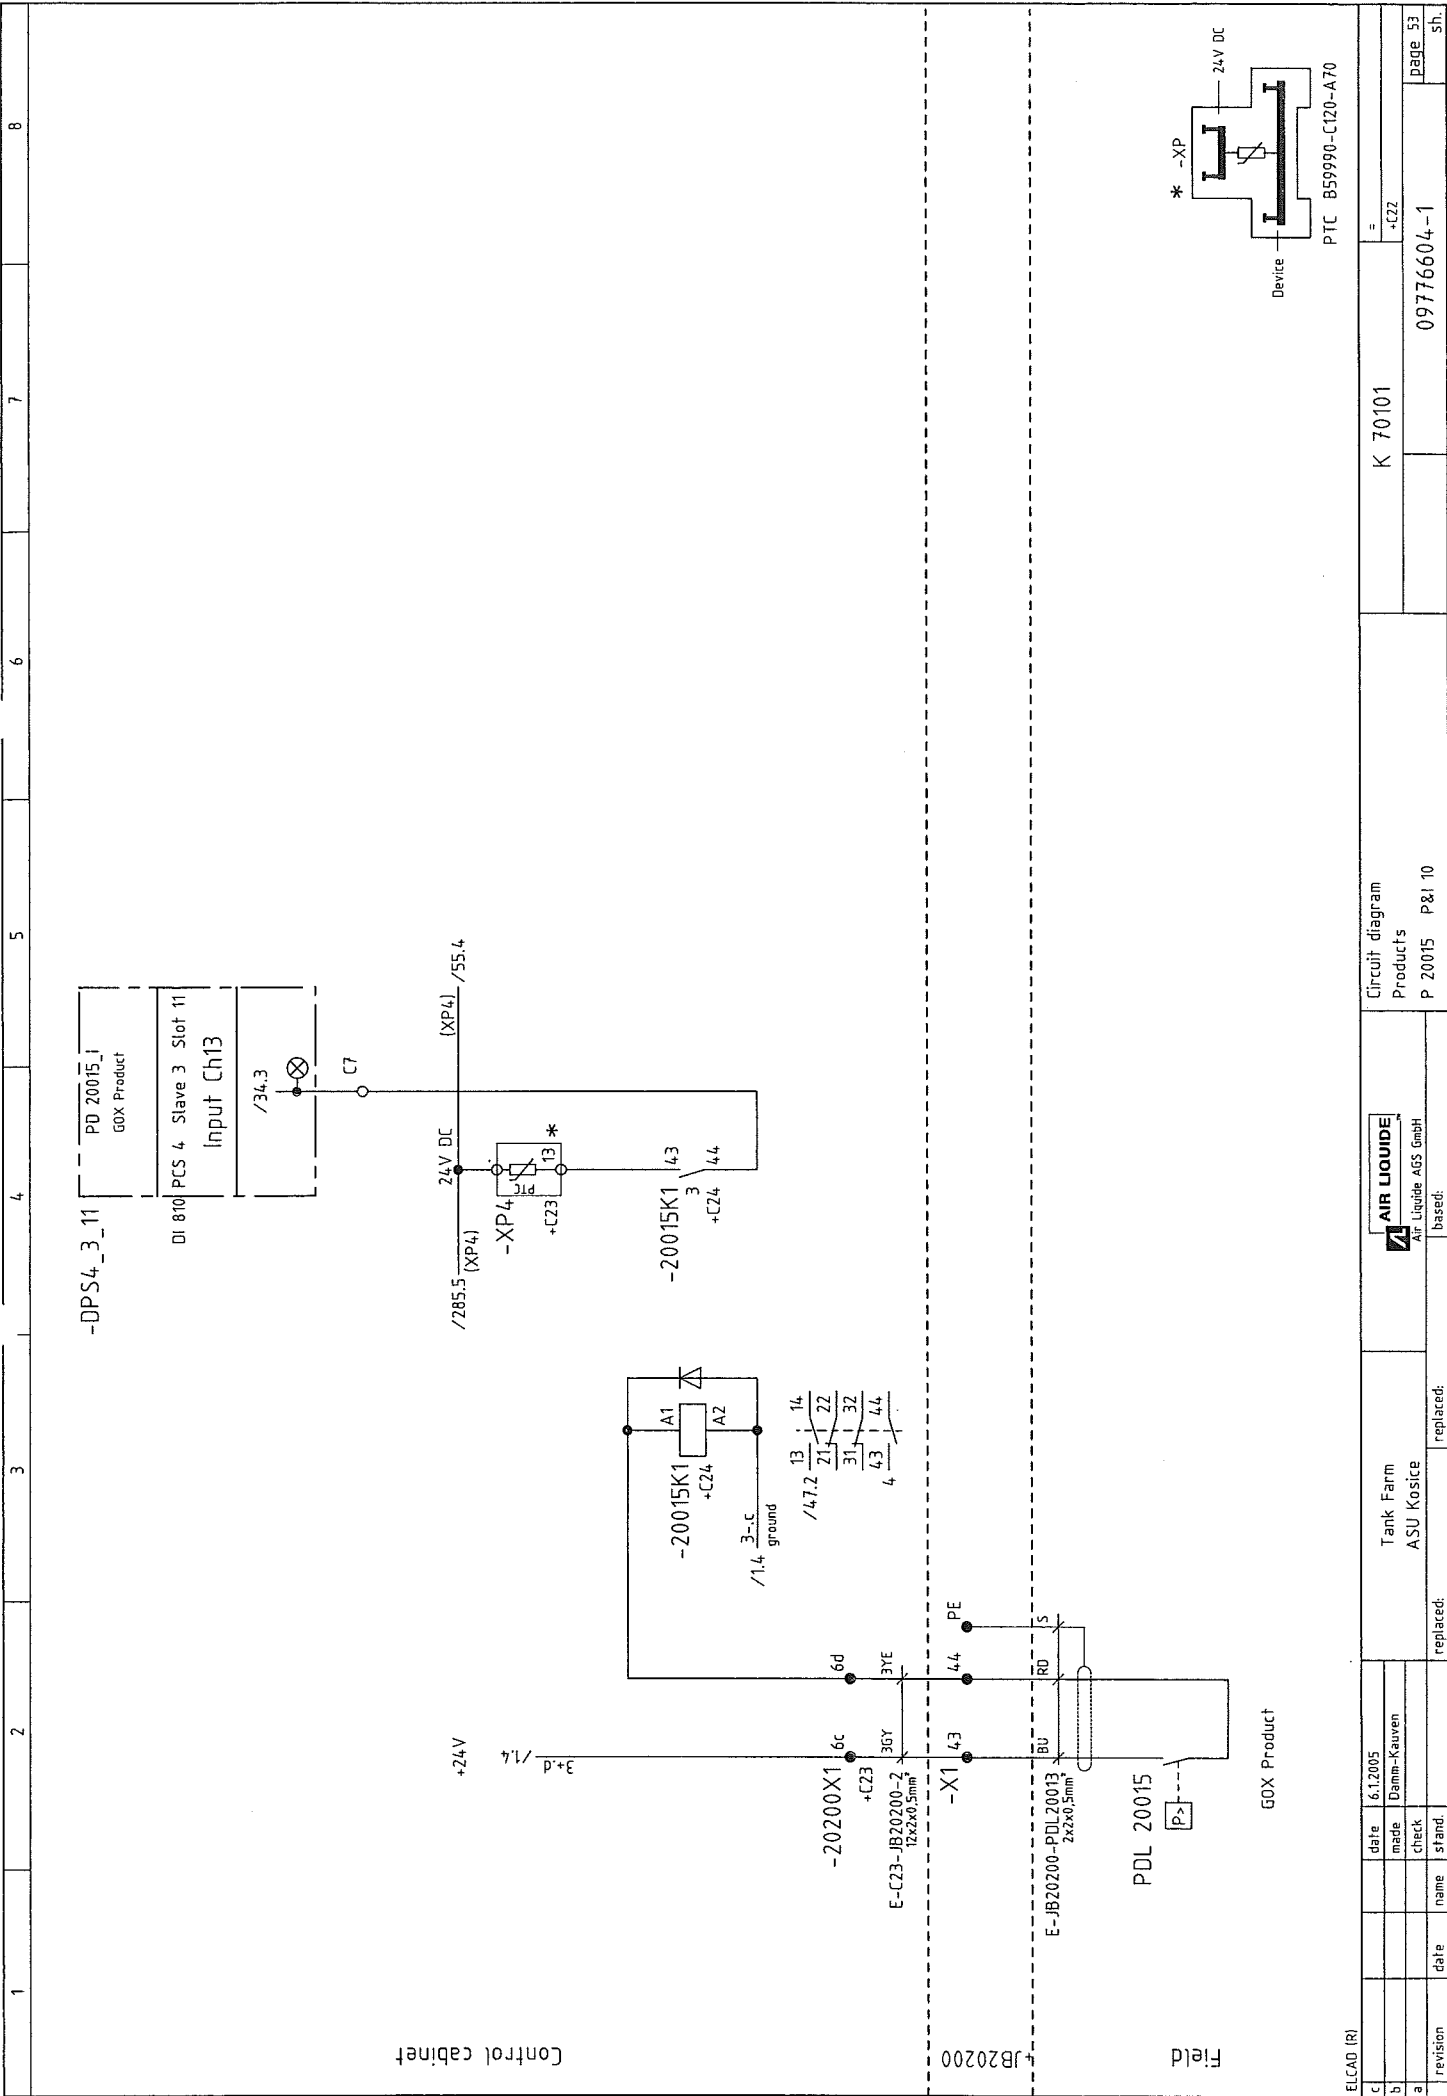 1 2 3 4 5 6 7 8
Control cabinet
+JB20200
Field
-DPS4_3_11
PD 20015_I
GOX Product
DI 810 PCS 4 Slave 3 Slot 11
Input Ch13
/34.3
C7
24V DC
/285.5 (XP4)
(XP4) /55.4
-XP4
PTC
13
*
+C23
-20015K1
43
3
44
+C24
+24V
3+.d /1.4
-20015K1
+C24
A1
A2
/1.4 3-.c
ground
/47.2 13 14
21 22
31 32
43 44
4
-20200X1 6c 6d
+C23
3GY 3YE
E-C23-JB20200-2
12x2x0,5mm²
-X1 43 44 PE
BU RD S
E-JB20200-PDL20013
2x2x0,5mm²
PDL 20015
P>
GOX Product
* -XP
24V DC
Device
PTC B59990-C120-A70
ELCAD (R)
c
b
a
revision date name
date 6.1.2005
made Damm-Kauven
check
stand.
replaced:
Tank Farm
ASU Kosice
replaced:
AIR LIQUIDE
Air Liquide AGS GmbH
based:
Circuit diagram
Products
P 20015 P&I 10
K 70101
=
+C22
09776604-1
page 53
sh.